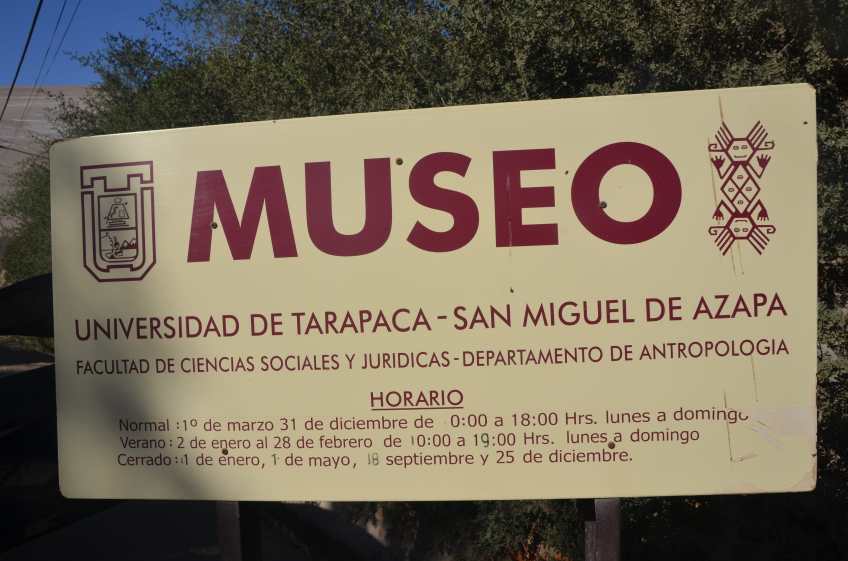 MUSEO
UNIVERSIDAD DE TARAPACA - SAN MIGUEL DE AZAPA
FACULTAD DE CIENCIAS SOCIALES Y JURIDICAS - DEPARTAMENTO DE ANTROPOLOGIA
HORARIO
Normal : 1º de marzo 31 de diciembre de 0:00 a 18:00 Hrs. lunes a domingo
Verano : 2 de enero al 28 de febrero de 10:00 a 19:00 Hrs. lunes a domingo
Cerrado : 1 de enero, 1 de mayo, 18 septiembre y 25 de diciembre.